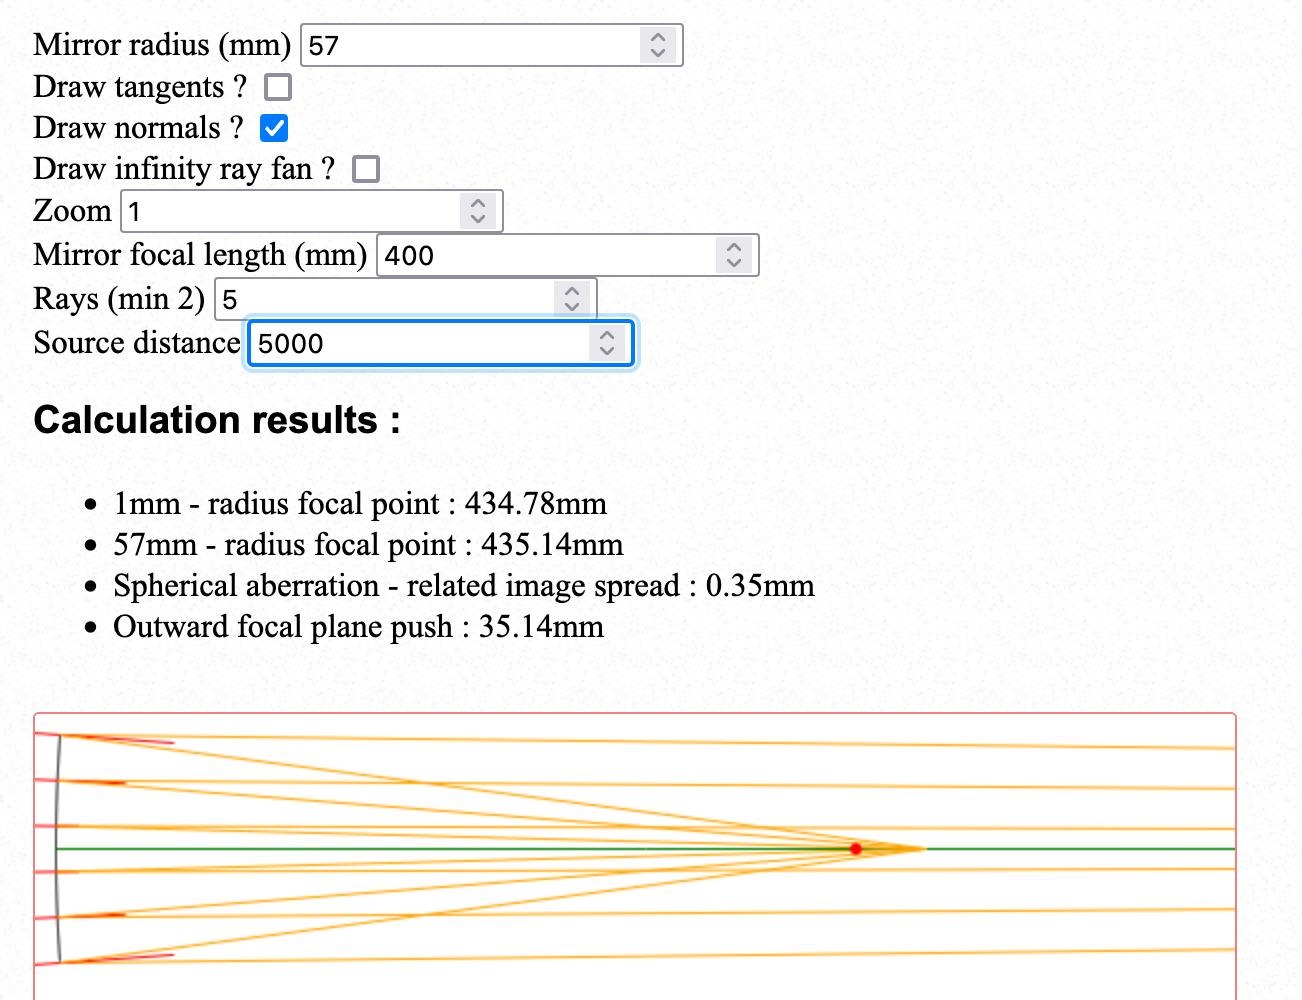 Mirror radius (mm) 57
Draw tangents ?
Draw normals ?
Draw infinity ray fan ?
Zoom 1
Mirror focal length (mm) 400
Rays (min 2) 5
Source distance 5000
Calculation results :
1mm - radius focal point : 434.78mm
57mm - radius focal point : 435.14mm
Spherical aberration - related image spread : 0.35mm
Outward focal plane push : 35.14mm